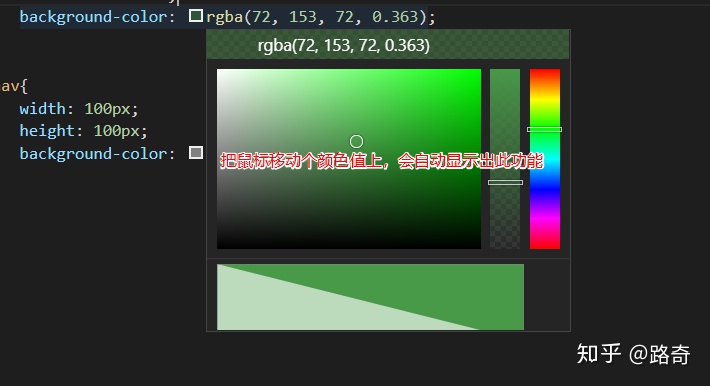 background-color: rgba(72, 153, 72, 0.363);
rgba(72, 153, 72, 0.363)
av{
width: 100px;
height: 100px;
background-color:
把鼠标移动个颜色值上，会自动显示出此功能
知乎 @路奇